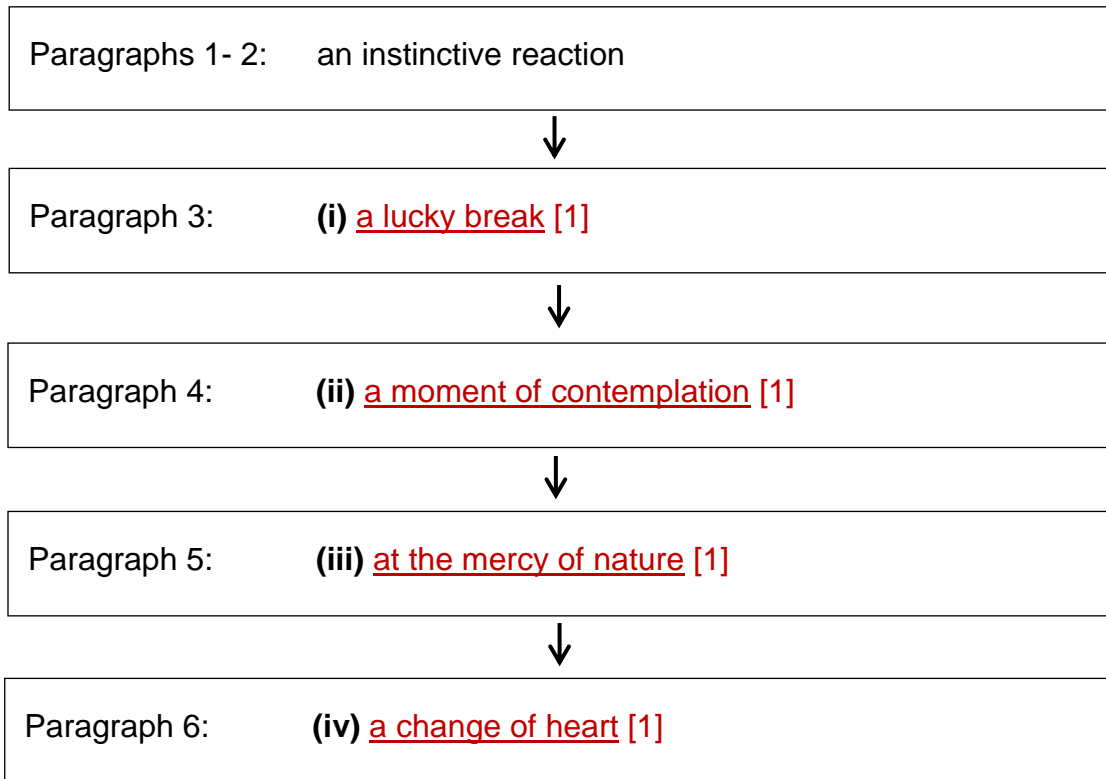 Paragraphs 1- 2: an instinctive reaction
Paragraph 3: (i) a lucky break [1]
Paragraph 4: (ii) a moment of contemplation [1]
Paragraph 5: (iii) at the mercy of nature [1]
Paragraph 6: (iv) a change of heart [1]